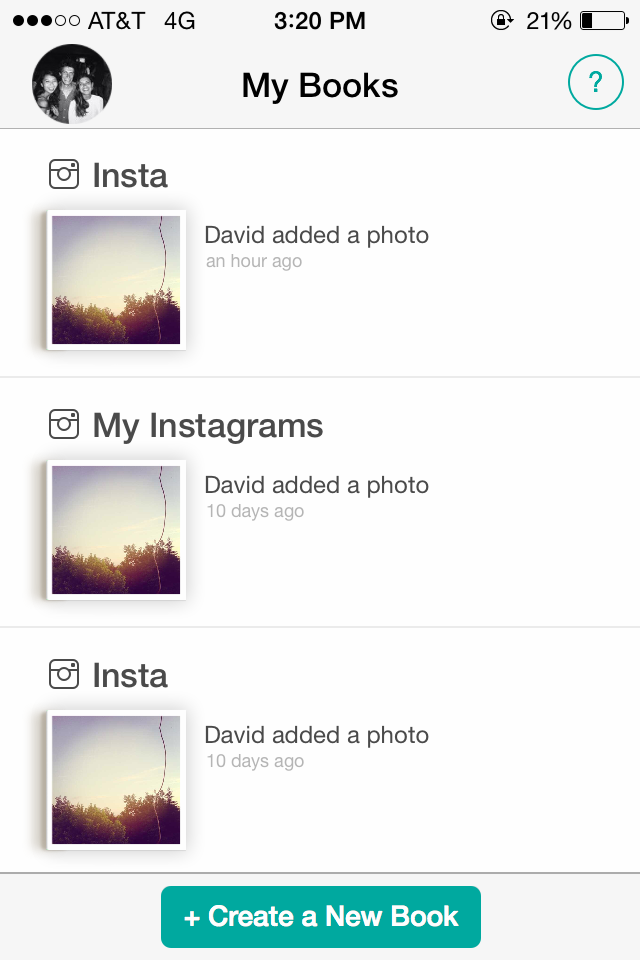 AT&T 4G 3:20 PM 21%
My Books
?
Insta
David added a photo
an hour ago
My Instagrams
David added a photo
10 days ago
Insta
David added a photo
10 days ago
+ Create a New Book